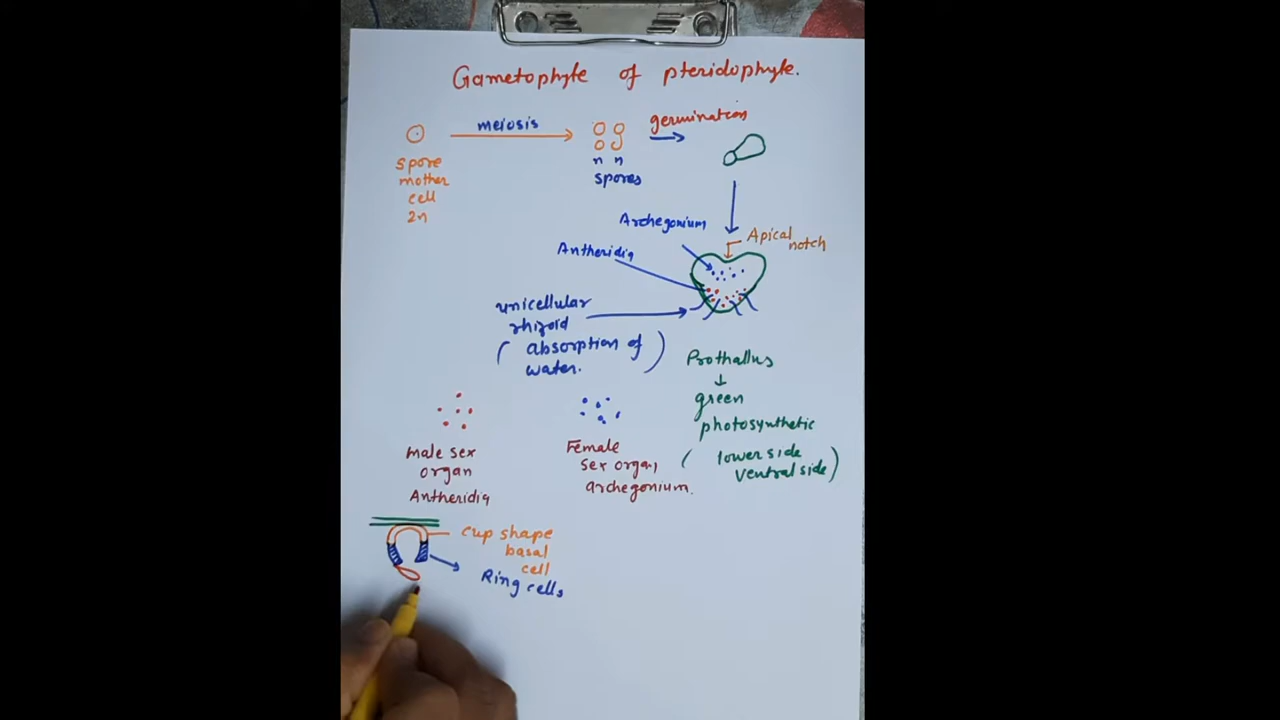 Gametophyte of pteridophyte.
meiosis
germination
spore
mother
cell
2n
n n
spores
Archegonium
Apical
notch
Antheridia
unicellular
rhizoid
( absorption of
water. )
Prothallus
green
photosynthetic
( lower side
ventral side )
male sex
organ
Antheridia
Female
sex organ,
archegonium.
cup shape
basal
cell
Ring cells